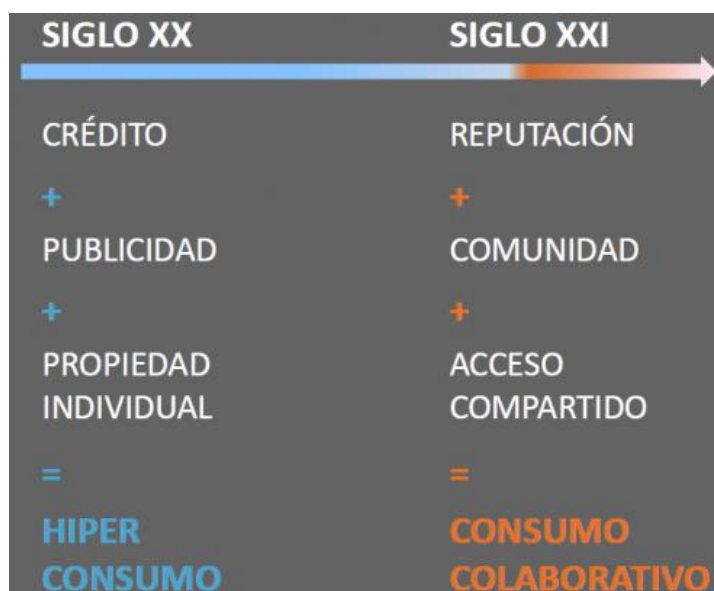 SIGLO XX
CRÉDITO
+
PUBLICIDAD
+
PROPIEDAD
INDIVIDUAL
=
HIPER
CONSUMO
SIGLO XXI
REPUTACIÓN
+
COMUNIDAD
+
ACCESO
COMPARTIDO
=
CONSUMO
COLABORATIVO